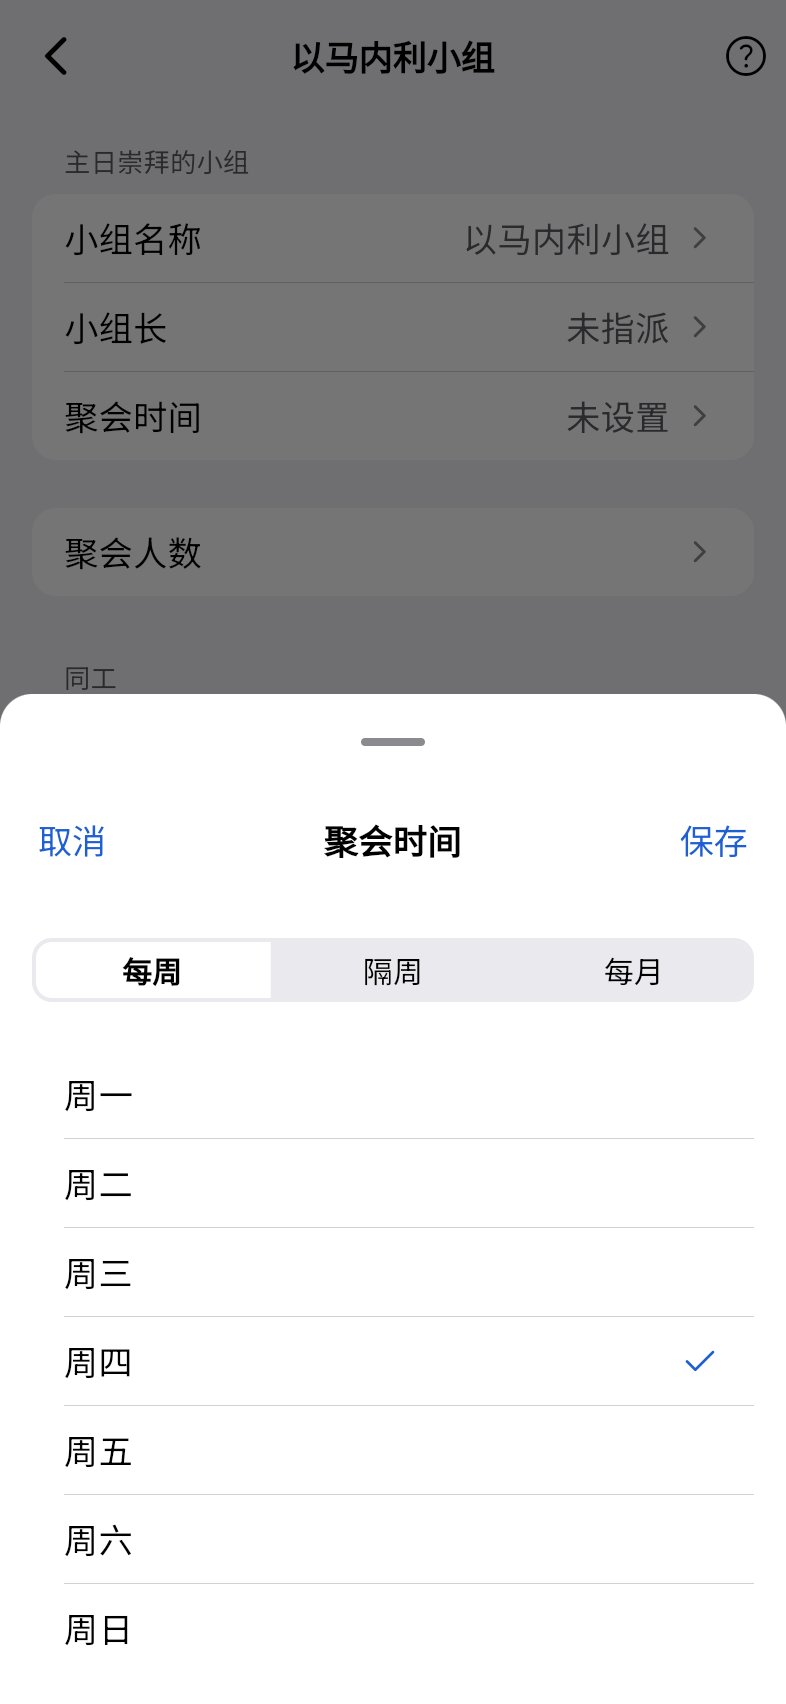 以马内利小组
主日崇拜的小组
小组名称 以马内利小组
小组长 未指派
聚会时间 未设置
聚会人数
同工
取消 聚会时间 保存
每周 隔周 每月
周一
周二
周三
周四
周五
周六
周日